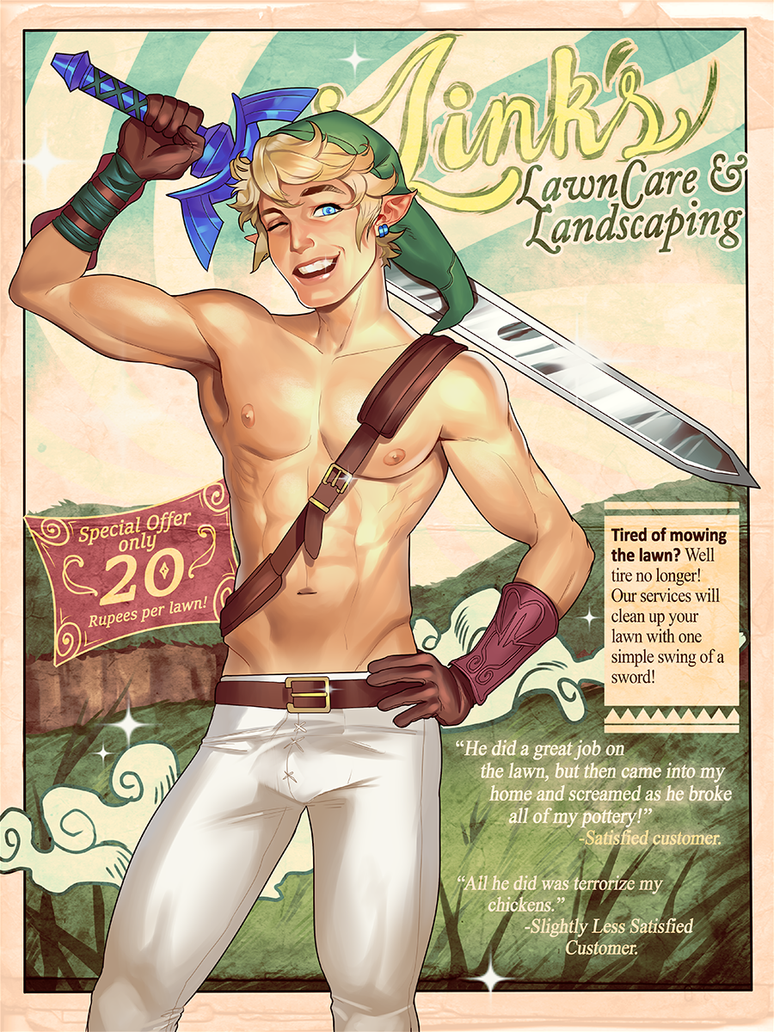 Link's
LawnCare &
Landscaping
Special Offer
only
20
Rupees per lawn!
Tired of mowing
the lawn? Well
tire no longer!
Our services will
clean up your
lawn with one
simple swing of a
sword!
“He did a great job on
the lawn, but then came into my
home and screamed as he broke
all of my pottery!”
-Satisfied customer.
“All he did was terrorize my
chickens.”
-Slightly Less Satisfied
Customer.